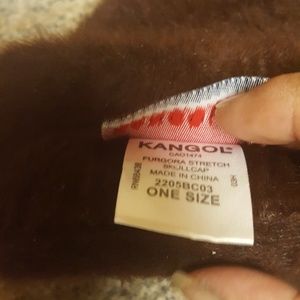 KANGOL
CA01474
FURGORA STRETCH
SKULLCAP
MADE IN CHINA
2205BC03
ONE SIZE